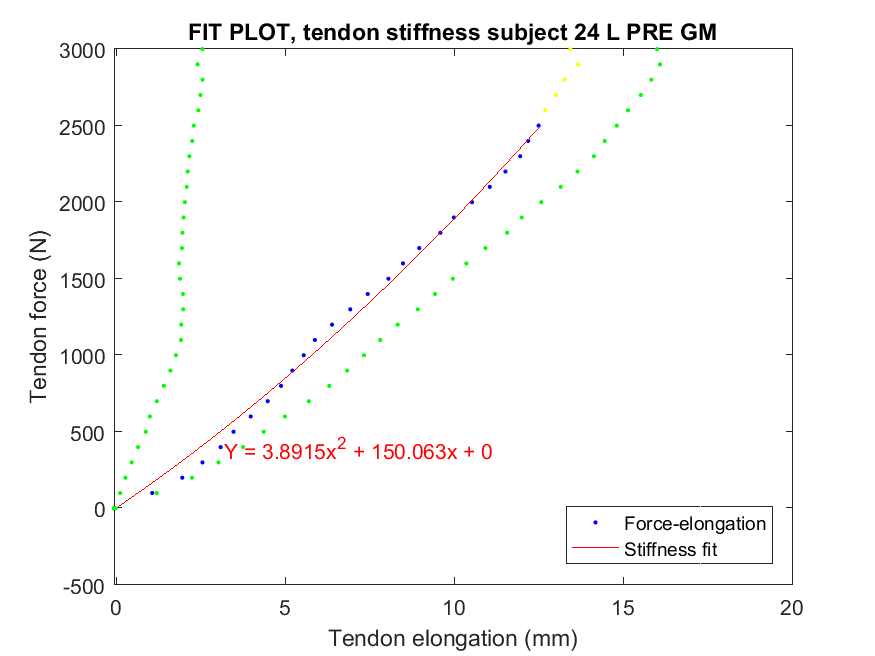 FIT PLOT, tendon stiffness subject 24 L PRE GM
3000
2500
2000
1500
1000
500
0
-500
Tendon force (N)
Y = 3.8915x² + 150.063x + 0
Force-elongation
Stiffness fit
0 5 10 15 20
Tendon elongation (mm)